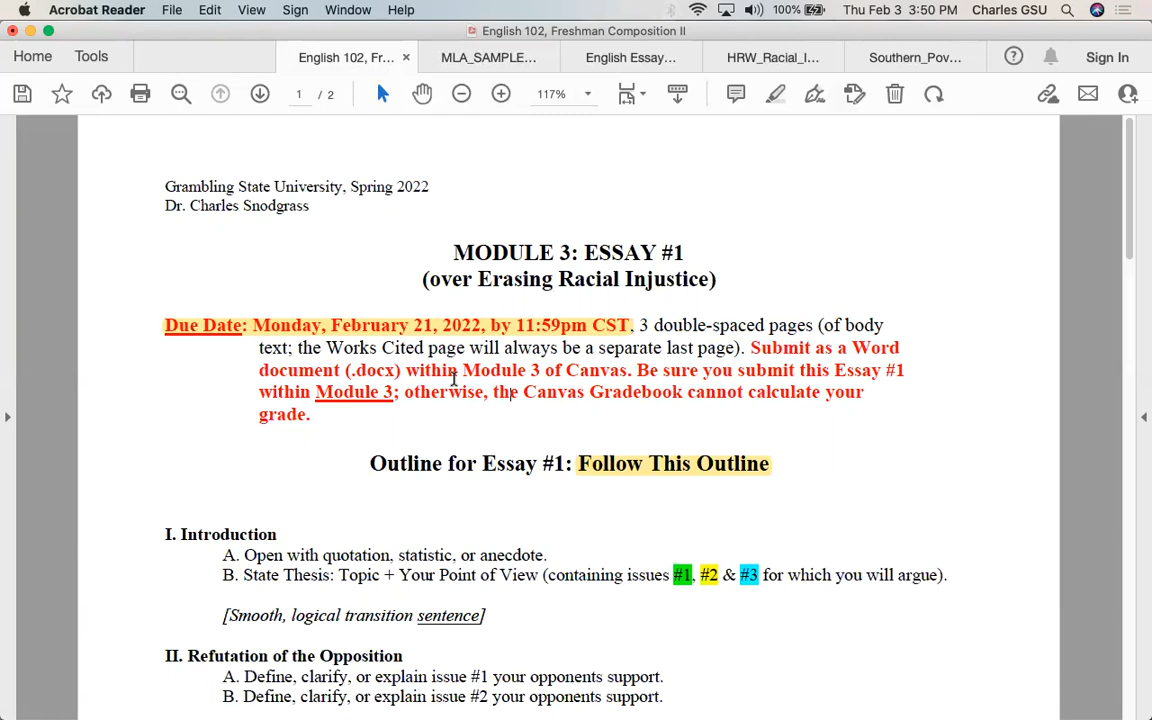 Acrobat Reader File Edit View Sign Window Help 100% Thu Feb 3 3:50 PM Charles GSU
English 102, Freshman Composition II
Home Tools English 102, Fr... × MLA_SAMPLE... English Essay... HRW_Racial_I... Southern_Pov... Sign In
1 / 2 117%
Grambling State University, Spring 2022
Dr. Charles Snodgrass
MODULE 3: ESSAY #1
(over Erasing Racial Injustice)
Due Date: Monday, February 21, 2022, by 11:59pm CST, 3 double-spaced pages (of body
text; the Works Cited page will always be a separate last page). Submit as a Word
document (.docx) within Module 3 of Canvas. Be sure you submit this Essay #1
within Module 3; otherwise, the Canvas Gradebook cannot calculate your
grade.
Outline for Essay #1: Follow This Outline
I. Introduction
A. Open with quotation, statistic, or anecdote.
B. State Thesis: Topic + Your Point of View (containing issues #1, #2 & #3 for which you will argue).
[Smooth, logical transition sentence]
II. Refutation of the Opposition
A. Define, clarify, or explain issue #1 your opponents support.
B. Define, clarify, or explain issue #2 your opponents support.